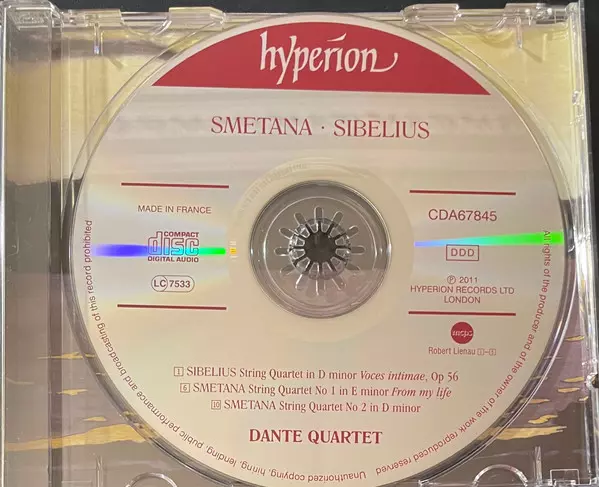 hyperion
SMETANA · SIBELIUS
MADE IN FRANCE
COMPACT
disc
DIGITAL AUDIO
LC 7533
CDA67845
DDD
℗ 2011
HYPERION RECORDS LTD
LONDON
mcps
Robert Lienau 1–5
1 SIBELIUS String Quartet in D minor Voces intimae, Op 56
6 SMETANA String Quartet No 1 in E minor From my life
10 SMETANA String Quartet No 2 in D minor
DANTE QUARTET
All rights of the producer and of the owner of the work reproduced reserved. Unauthorized copying, hiring, lending, public performance and broadcasting of this record prohibited